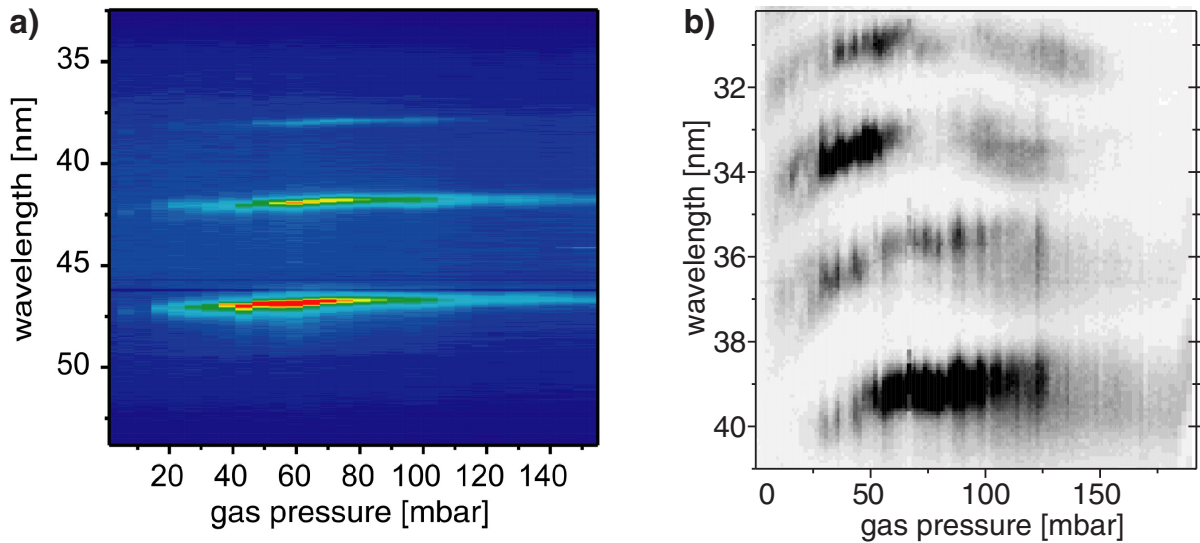 a)
35
40
45
50
wavelength [nm]
20 40 60 80 100 120 140
gas pressure [mbar]
b)
32
34
36
38
40
wavelength [nm]
0 50 100 150
gas pressure [mbar]